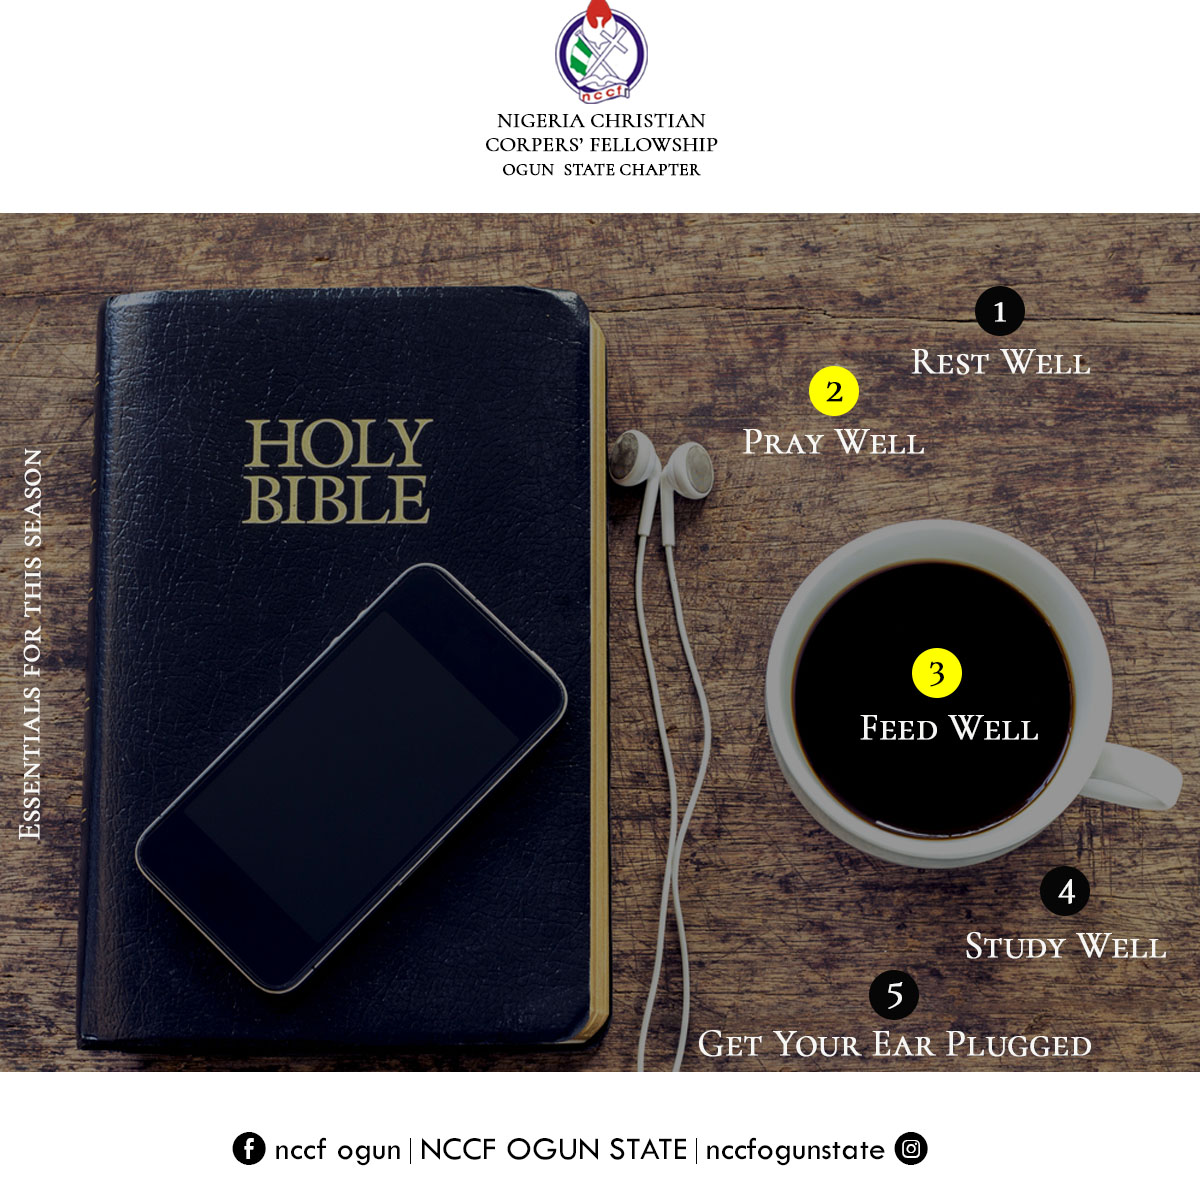 nccf
NIGERIA CHRISTIAN
CORPERS’ FELLOWSHIP
OGUN STATE CHAPTER
ESSENTIALS FOR THIS SEASON
HOLY
BIBLE
1
REST WELL
2
PRAY WELL
3
FEED WELL
4
STUDY WELL
5
GET YOUR EAR PLUGGED
nccf ogun | NCCF OGUN STATE | nccfogunstate